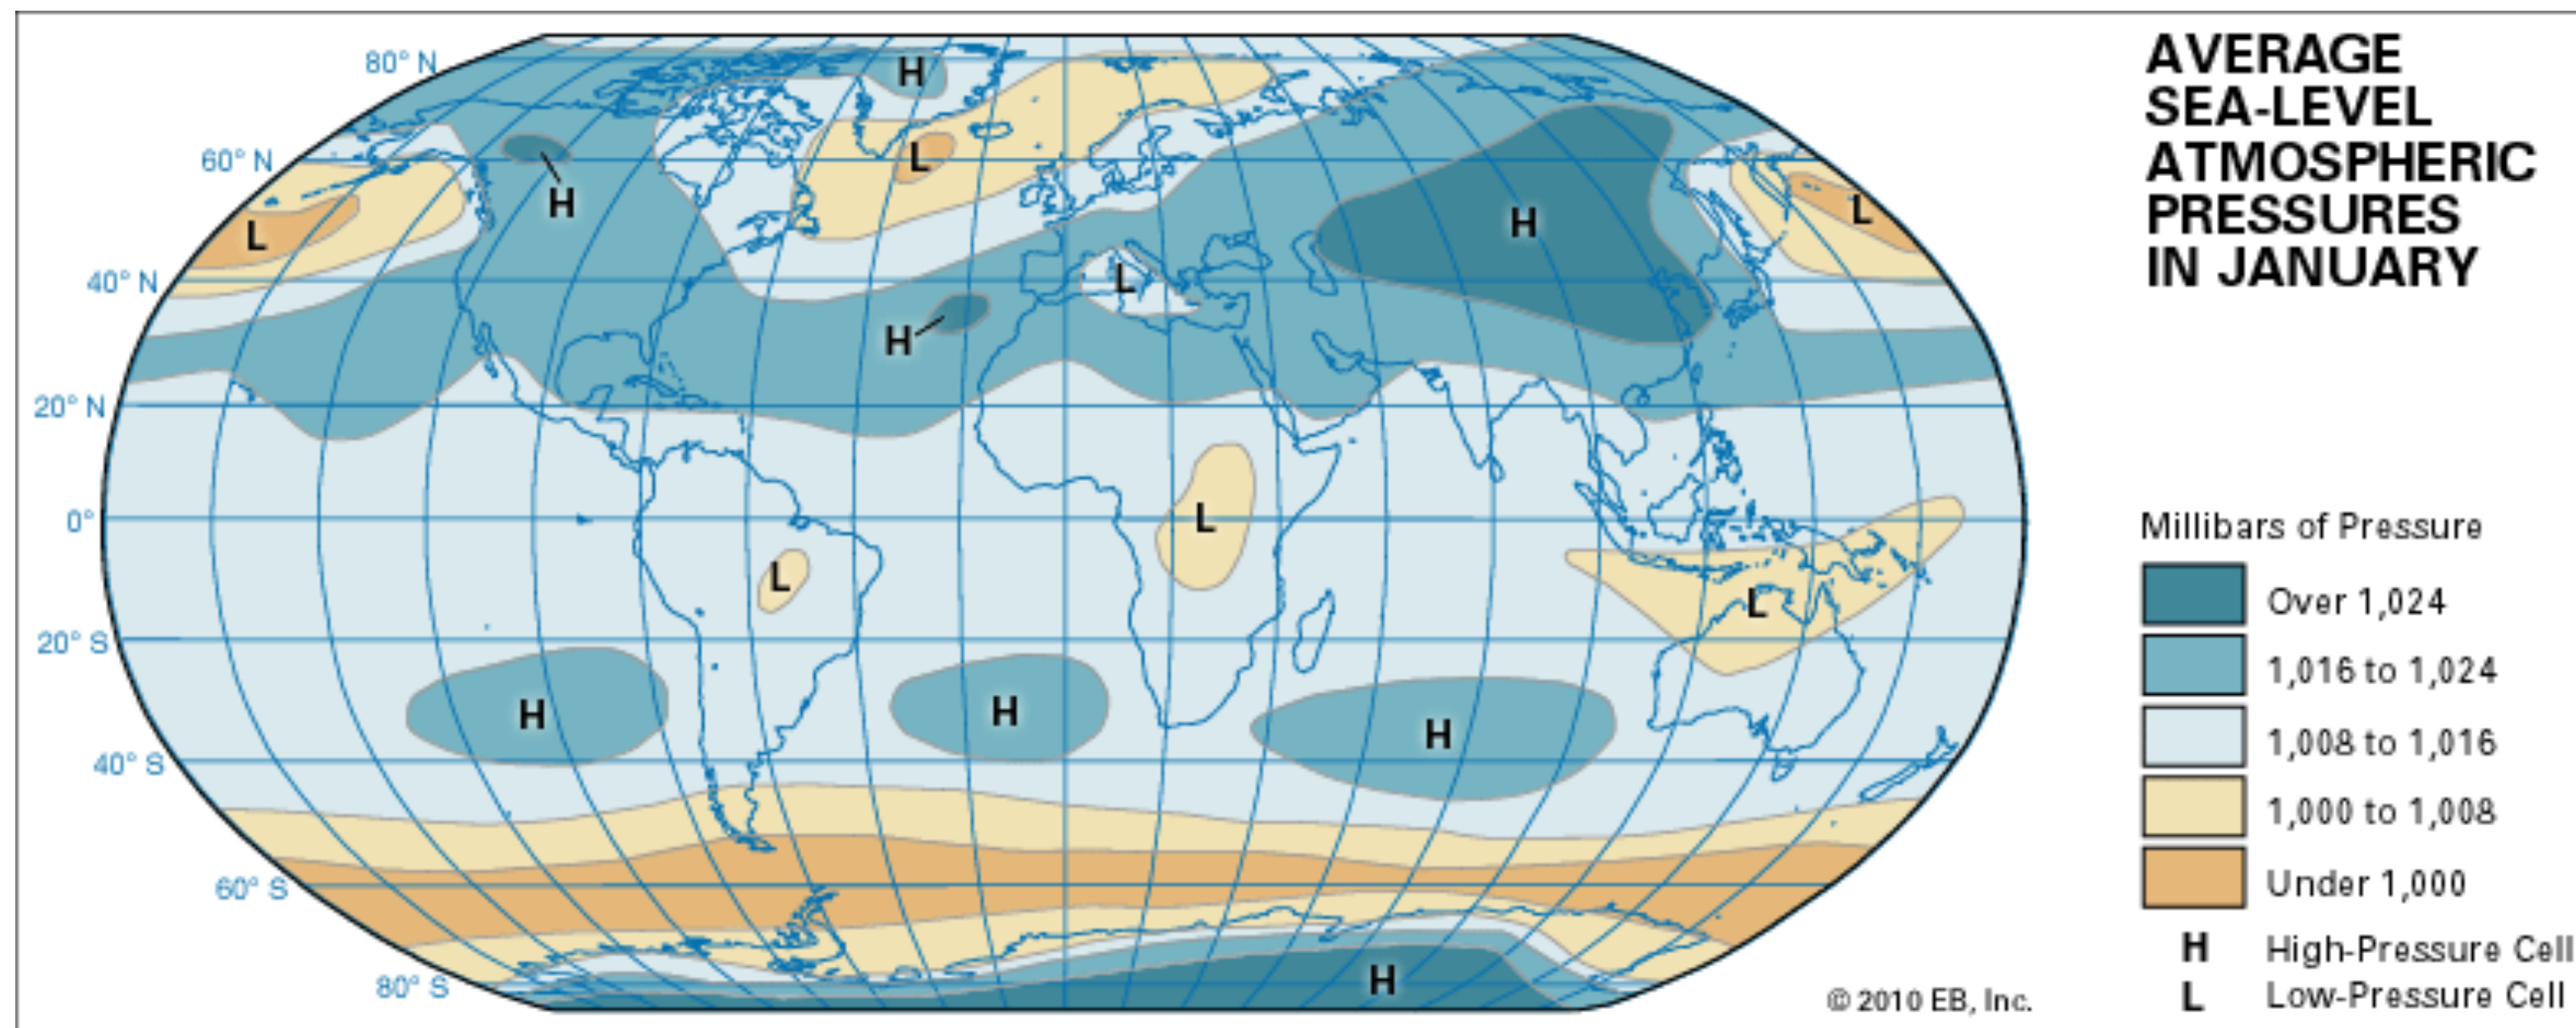 AVERAGE
SEA-LEVEL
ATMOSPHERIC
PRESSURES
IN JANUARY
80° N
60° N
40° N
20° N
0°
20° S
40° S
60° S
80° S
H
H
L
L
L
H
L
H
L
L
L
H
H
H
H
Millibars of Pressure
Over 1,024
1,016 to 1,024
1,008 to 1,016
1,000 to 1,008
Under 1,000
H High-Pressure Cell
L Low-Pressure Cell
© 2010 EB, Inc.